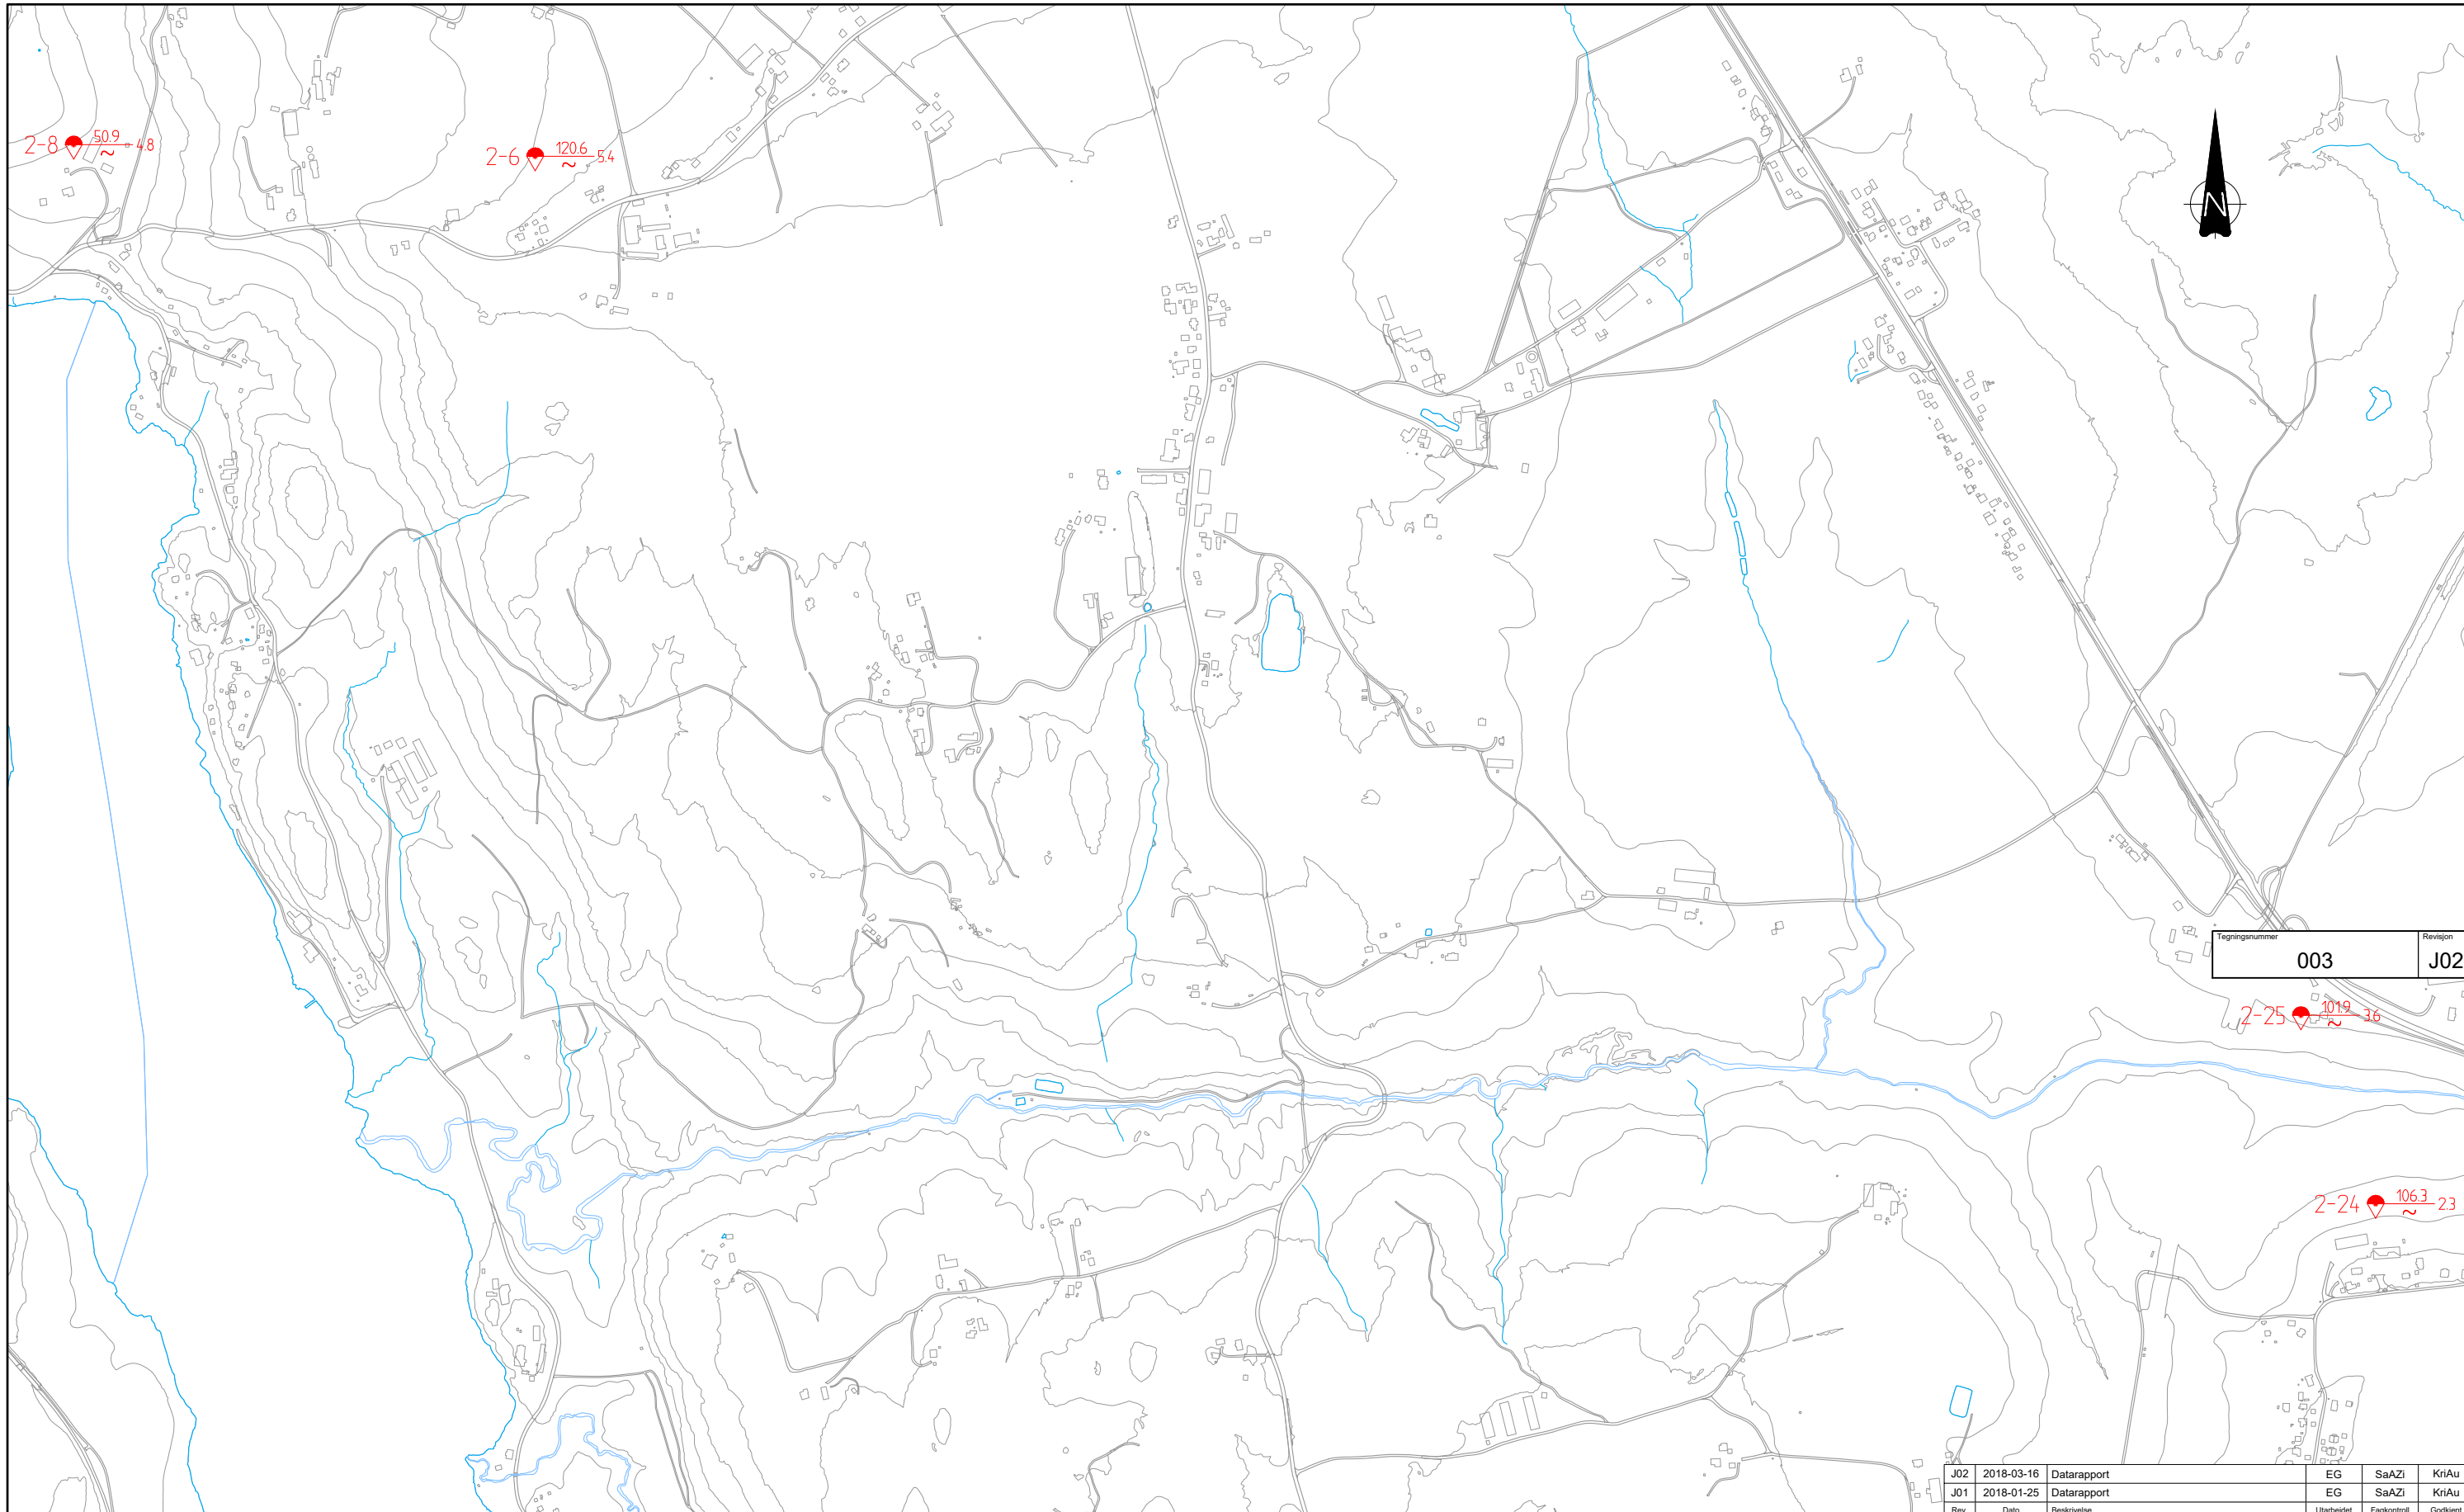 2-8 50.9 ~ 4.8
2-6 120.6 ~ 5.4
N
Tegningsnummer Revisjon
003 J02
2-25 101.9 ~ 3.6
2-24 106.3 ~ 2.3
J02 2018-03-16 Datarapport EG SaAZi KriAu
J01 2018-01-25 Datarapport EG SaAZi KriAu
Rev. Dato Beskrivelse Utarbeidet Fagkontroll Godkjent